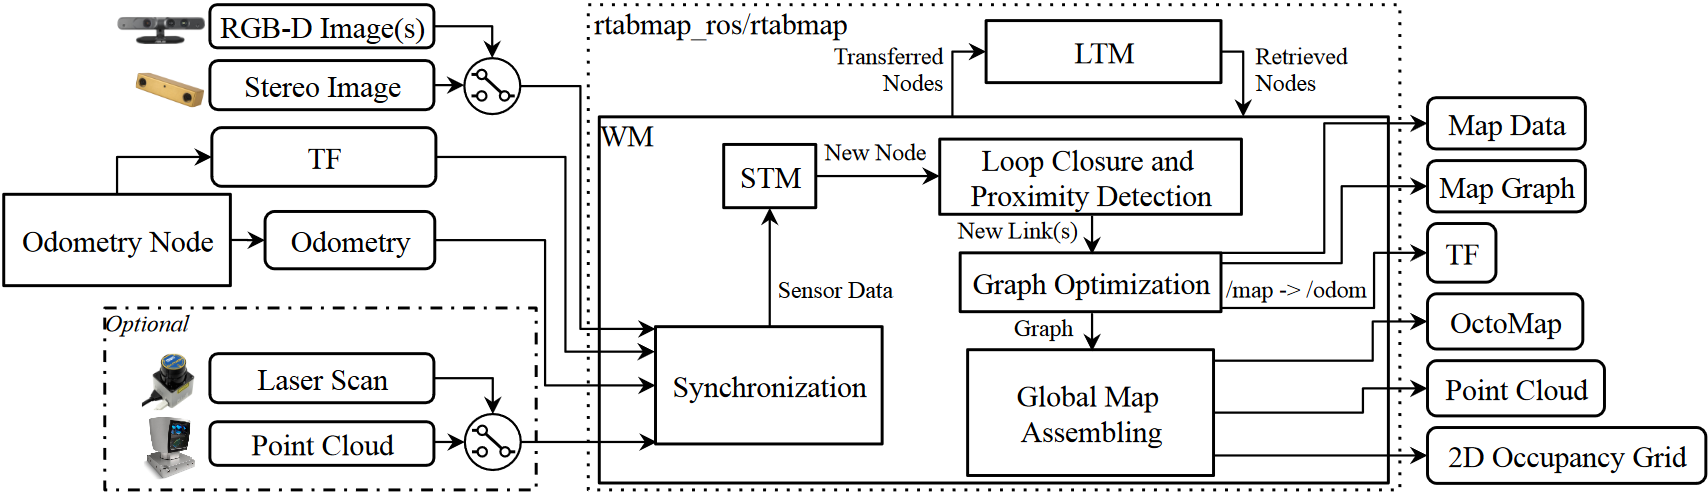 RGB-D Image(s)
Stereo Image
TF
Odometry Node
Odometry
Optional
Laser Scan
Point Cloud
rtabmap_ros/rtabmap
Transferred
Nodes
LTM
Retrieved
Nodes
WM
STM
New Node
Loop Closure and
Proximity Detection
New Link(s)
Sensor Data
Graph Optimization
/map -> /odom
Graph
Synchronization
Global Map
Assembling
Map Data
Map Graph
TF
OctoMap
Point Cloud
2D Occupancy Grid